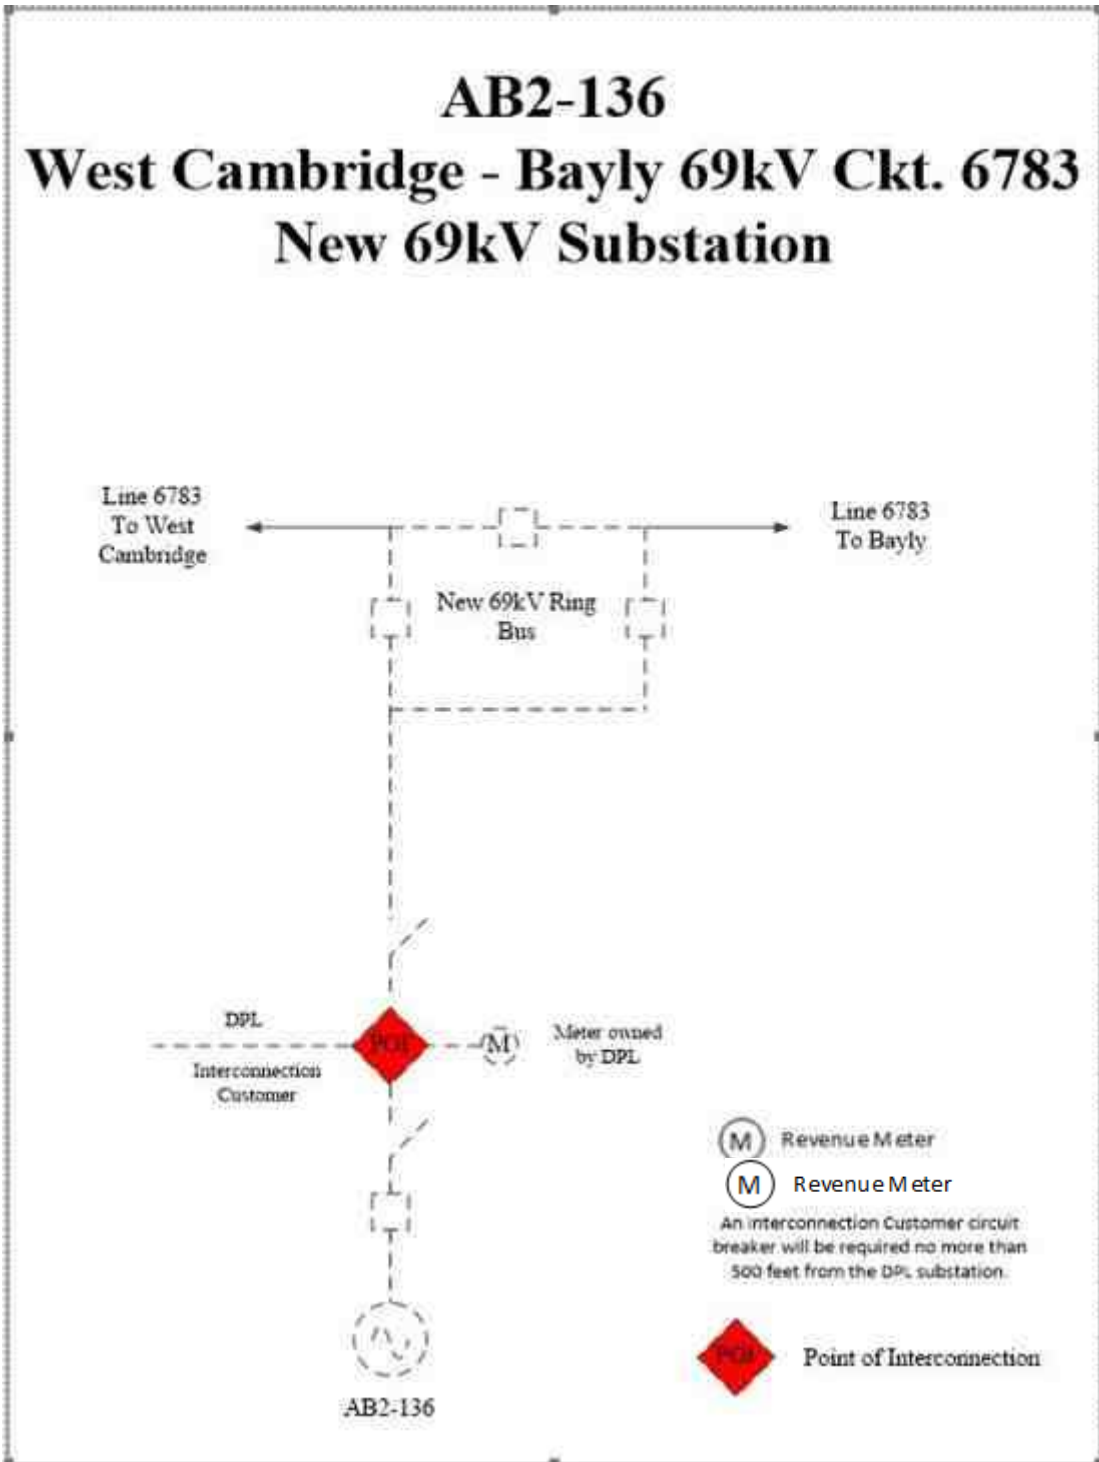 AB2-136
West Cambridge - Bayly 69kV Ckt. 6783
New 69kV Substation
Line 6783
To West
Cambridge
Line 6783
To Bayly
New 69kV Ring
Bus
DPL
POI
M
Meter owned
by DPL
Interconnection
Customer
M Revenue Meter
M Revenue Meter
An Interconnection Customer circuit
breaker will be required no more than
500 feet from the DPL substation.
POI Point of Interconnection
AB2-136